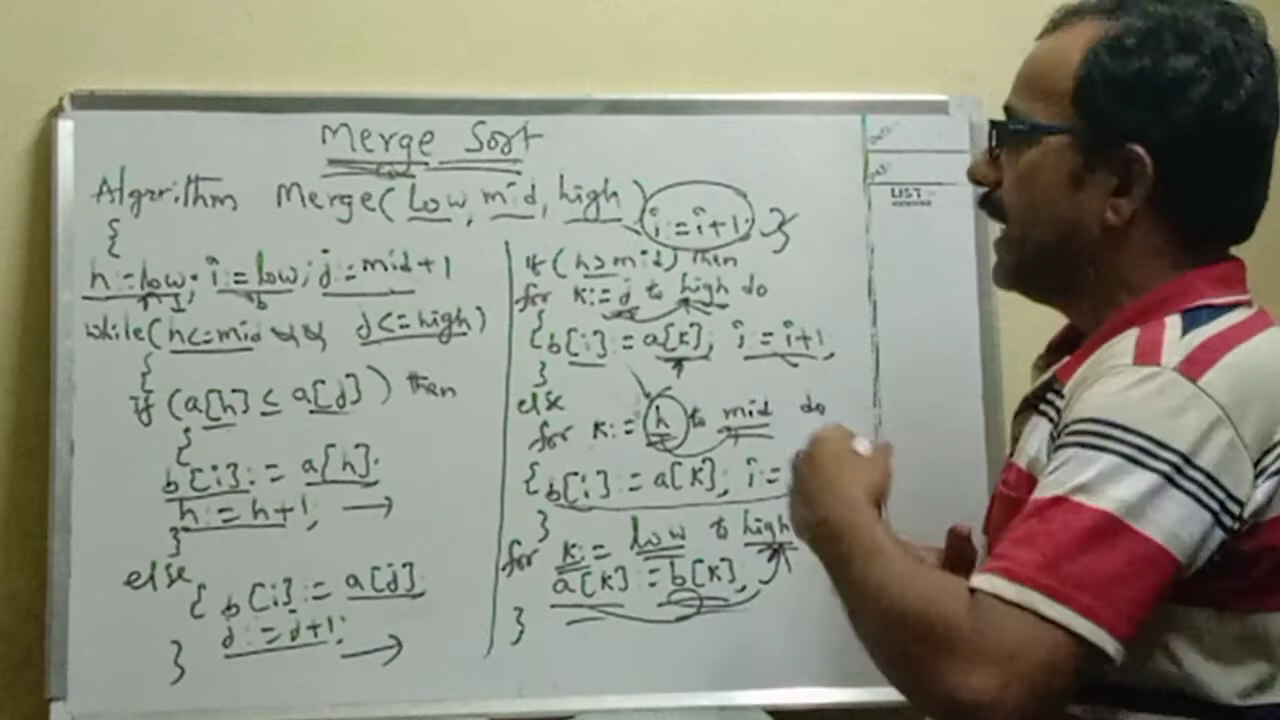 Merge Sort
Algorithm Merge(low, mid, high)
{
h:=low; i:=low; j:=mid+1
while(h<=mid && j<=high)
{
if (a[h] ≤ a[j]) then
{
b[i]:= a[h];
h:=h+1;
}
else
{ b[i]:= a[j];
j:=j+1;
}
i:=i+1; }
if (h>mid) then
for k:=j to high do
{ b[i]:=a[k]; i:=i+1;
}
else
for k:=h to mid do
{ b[i]:=a[k]; i:=
}
for k:= low to high
a[k]:=b[k];
}
LIST